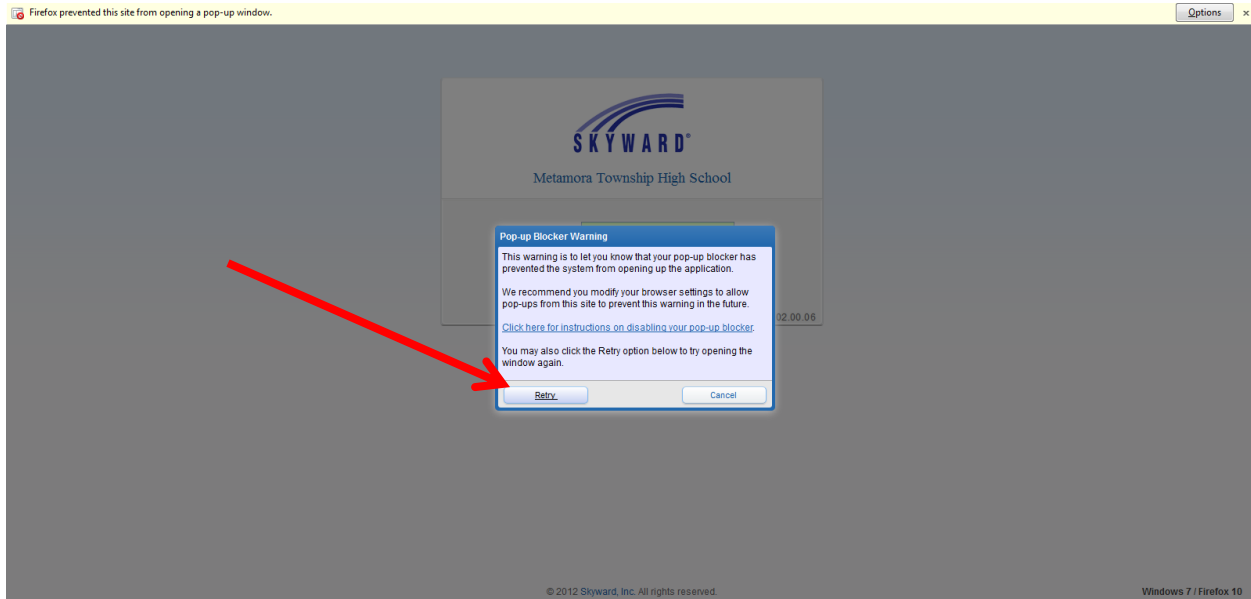 Firefox prevented this site from opening a pop-up window.
Options
×
SKYWARD®
Metamora Township High School
Pop-up Blocker Warning
This warning is to let you know that your pop-up blocker has
prevented the system from opening up the application.
We recommend you modify your browser settings to allow
pop-ups from this site to prevent this warning in the future.
Click here for instructions on disabling your pop-up blocker.
You may also click the Retry option below to try opening the
window again.
Retry
Cancel
02.00.06
© 2012 Skyward, Inc. All rights reserved.
Windows 7 / Firefox 10